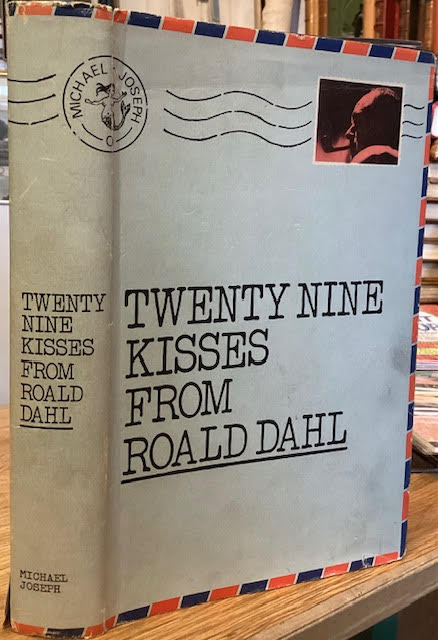 MICHAEL · JOSEPH
TWENTY
NINE
KISSES
FROM
ROALD
DAHL
MICHAEL
JOSEPH
TWENTY NINE
KISSES
FROM
ROALD DAHL